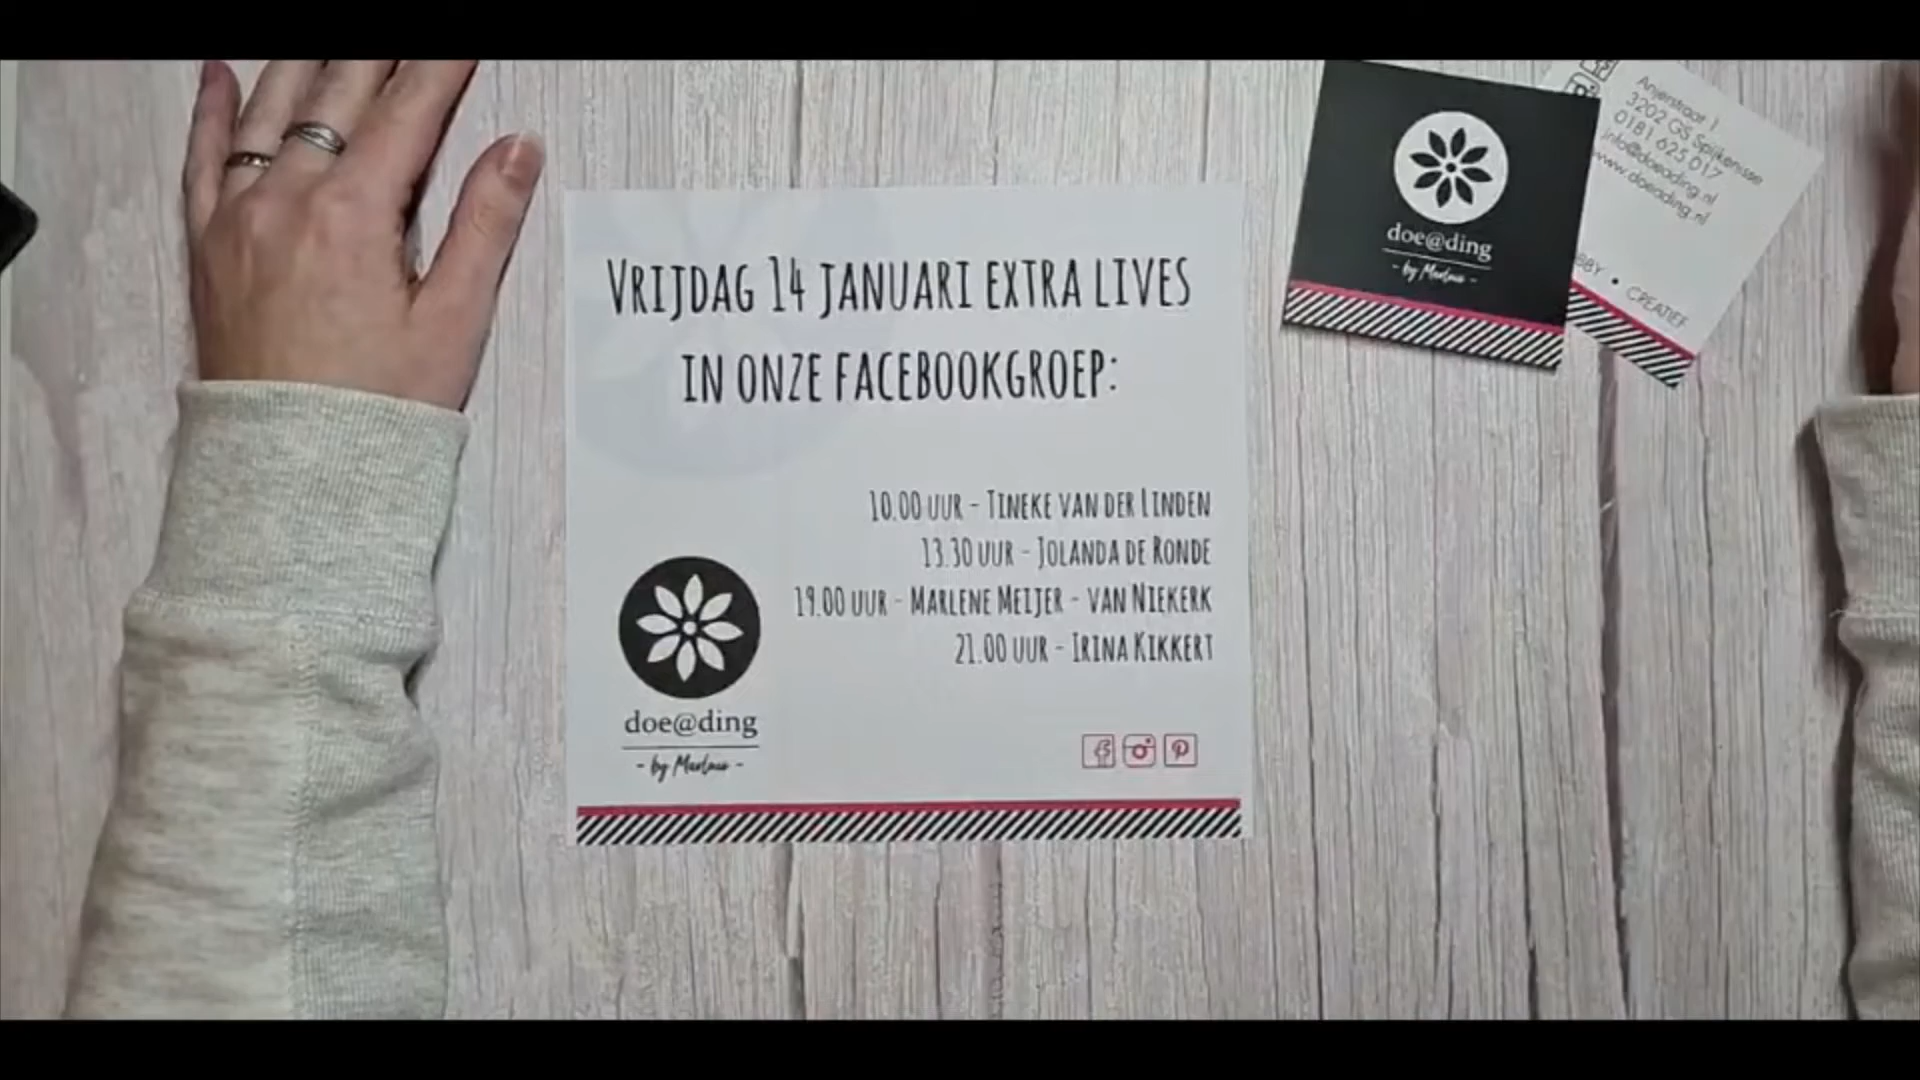 VRIJDAG 14 JANUARI EXTRA LIVES
IN ONZE FACEBOOKGROEP:
10.00 UUR - TINEKE VAN DER LINDEN
13.30 UUR - JOLANDA DE RONDE
19.00 UUR - MARLENE MEIJER - VAN NIEKERK
21.00 UUR - IRINA KIKKERT
doe@ding
- by Marlous -
doe@ding
- by Marlous -
Anjerstraat 1
3202 GS Spijkenisse
0181 625 017
info@doeading.nl
www.doeading.nl
• CREATIEF